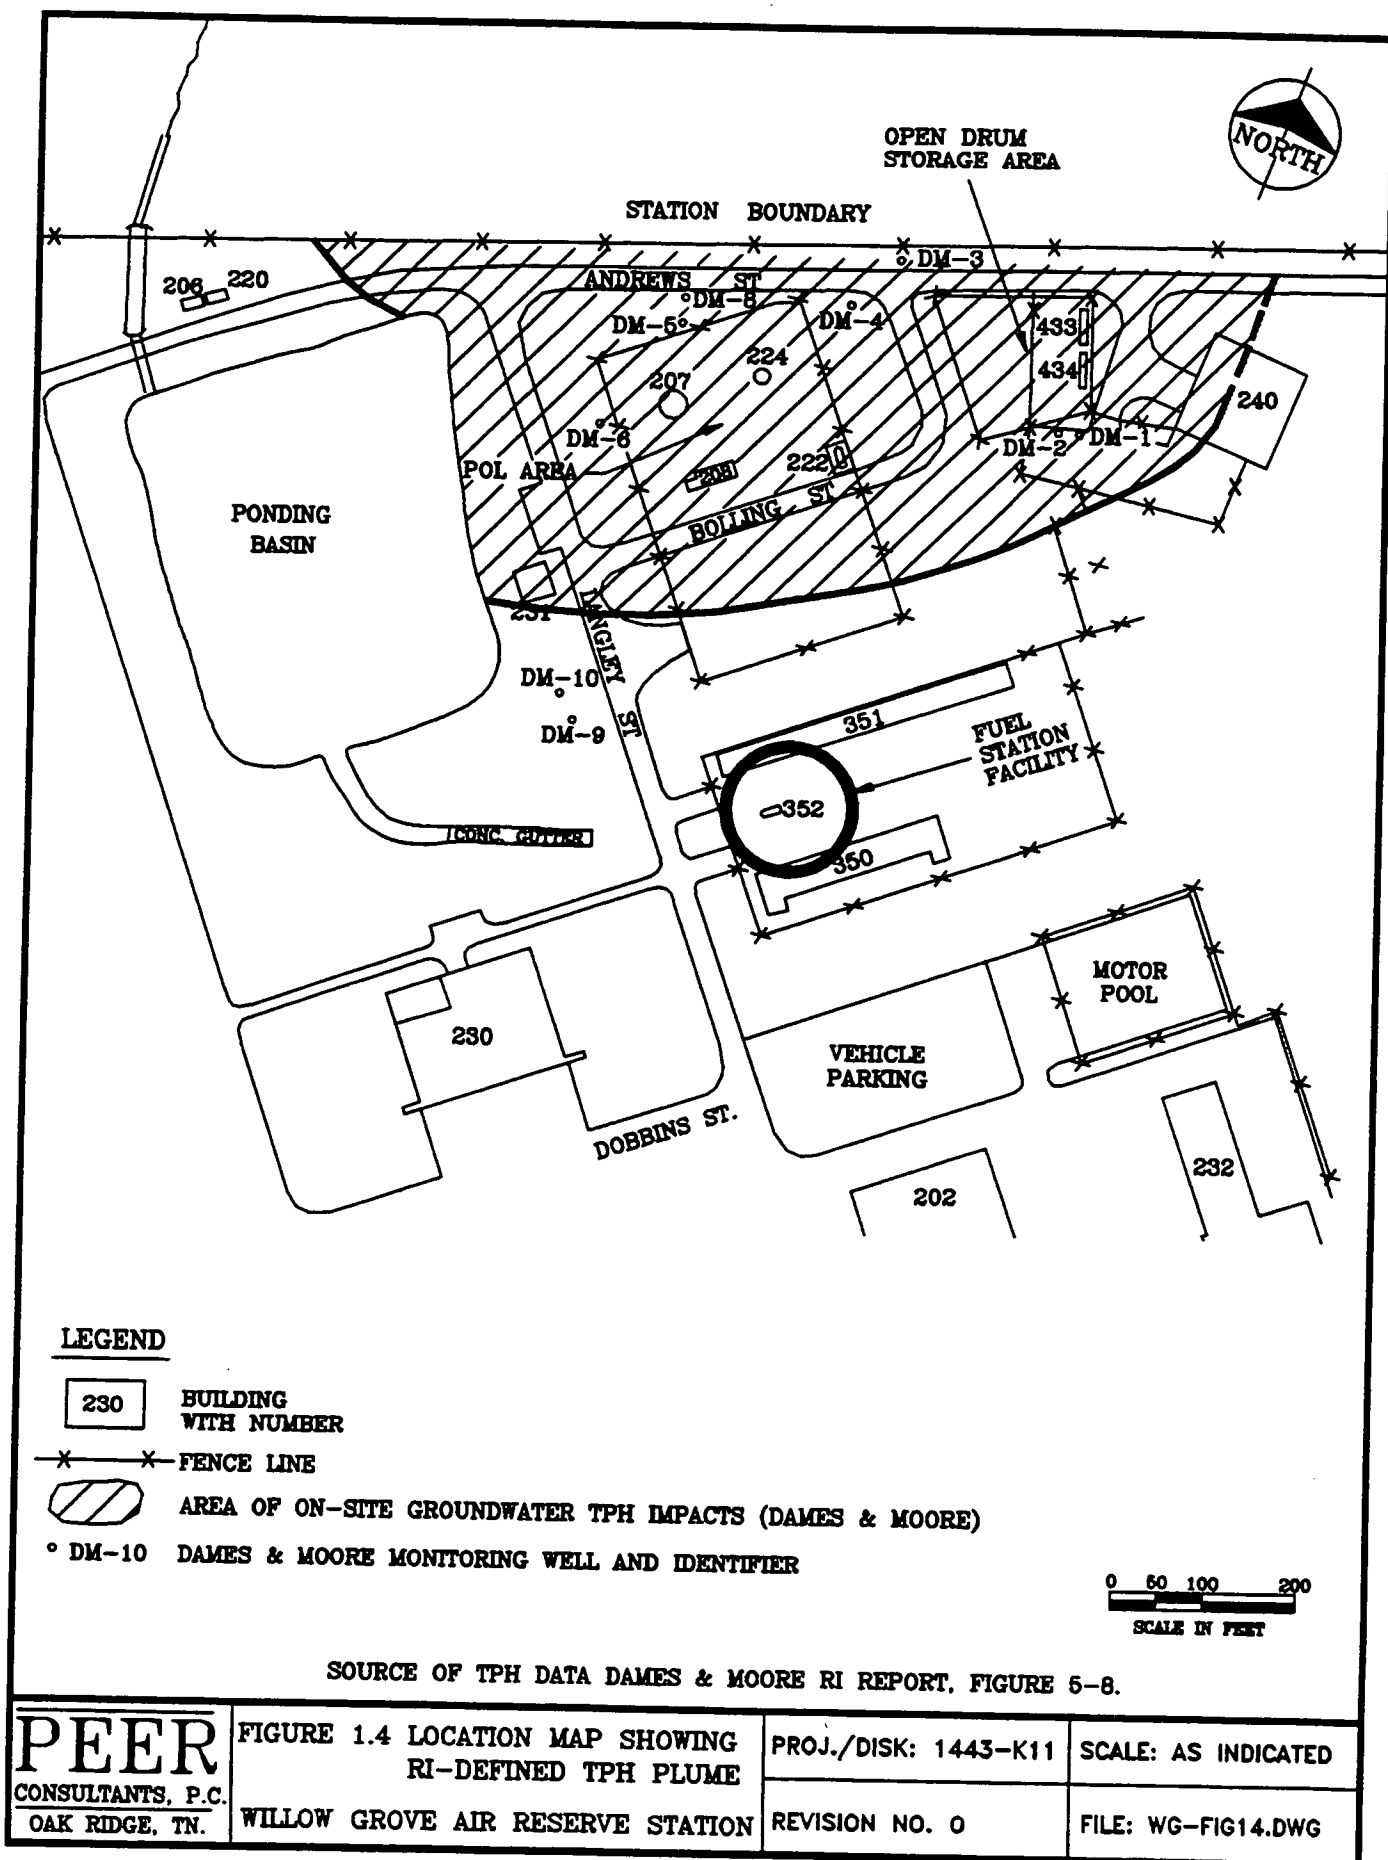 OPEN DRUM
STORAGE AREA
NORTH
STATION BOUNDARY
DM-3
206
220
ANDREWS ST
DM-8
DM-5
DM-4
433
224
434
207
240
DM-6
DM-2
DM-1
POL AREA
208
222
BOLLING ST
PONDING
BASIN
231
LANGLEY ST
DM-10
DM-9
351
FUEL
STATION
FACILITY
352
CONC. GUTTER
350
MOTOR
POOL
230
VEHICLE
PARKING
DOBBINS ST.
202
232
LEGEND
230 BUILDING
WITH NUMBER
FENCE LINE
AREA OF ON-SITE GROUNDWATER TPH IMPACTS (DAMES & MOORE)
DM-10 DAMES & MOORE MONITORING WELL AND IDENTIFIER
0 50 100 200
SCALE IN FEET
SOURCE OF TPH DATA DAMES & MOORE RI REPORT, FIGURE 5-8.
PEER
CONSULTANTS, P.C.
OAK RIDGE, TN.
FIGURE 1.4 LOCATION MAP SHOWING
RI-DEFINED TPH PLUME
WILLOW GROVE AIR RESERVE STATION
PROJ./DISK: 1443-K11
SCALE: AS INDICATED
REVISION NO. 0
FILE: WG-FIG14.DWG